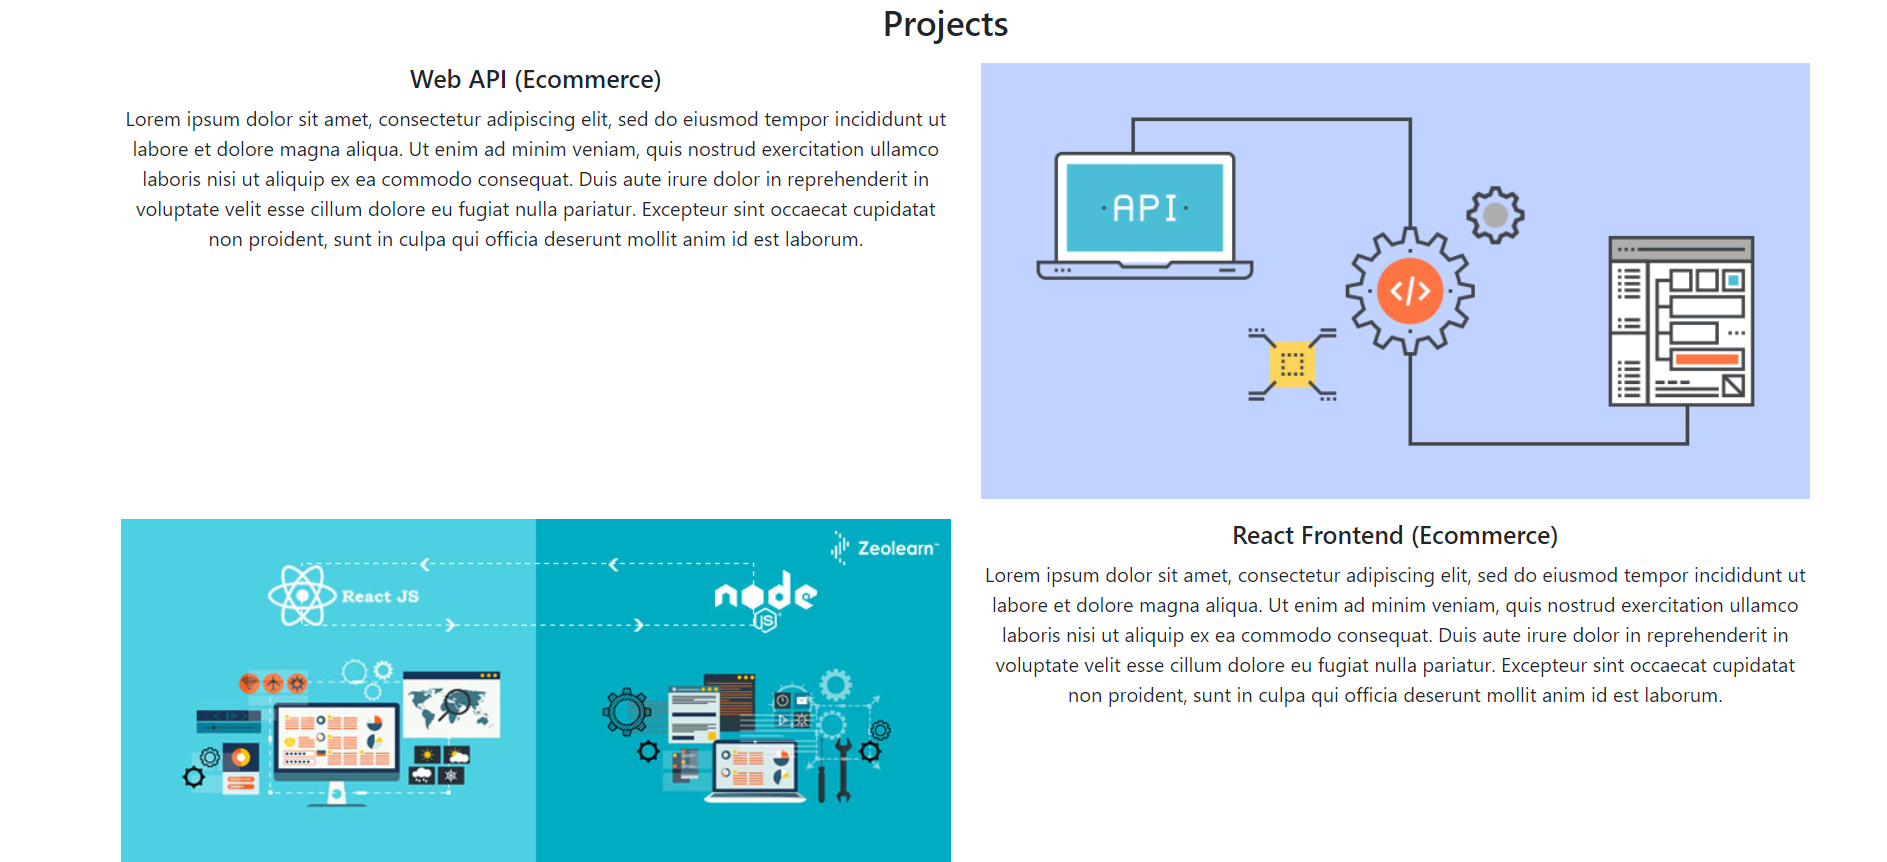 Projects
Web API (Ecommerce)
Lorem ipsum dolor sit amet, consectetur adipiscing elit, sed do eiusmod tempor incididunt ut
labore et dolore magna aliqua. Ut enim ad minim veniam, quis nostrud exercitation ullamco
laboris nisi ut aliquip ex ea commodo consequat. Duis aute irure dolor in reprehenderit in
voluptate velit esse cillum dolore eu fugiat nulla pariatur. Excepteur sint occaecat cupidatat
non proident, sunt in culpa qui officia deserunt mollit anim id est laborum.
API
</>
Zeolearn™
React JS
node
JS
React Frontend (Ecommerce)
Lorem ipsum dolor sit amet, consectetur adipiscing elit, sed do eiusmod tempor incididunt ut
labore et dolore magna aliqua. Ut enim ad minim veniam, quis nostrud exercitation ullamco
laboris nisi ut aliquip ex ea commodo consequat. Duis aute irure dolor in reprehenderit in
voluptate velit esse cillum dolore eu fugiat nulla pariatur. Excepteur sint occaecat cupidatat
non proident, sunt in culpa qui officia deserunt mollit anim id est laborum.